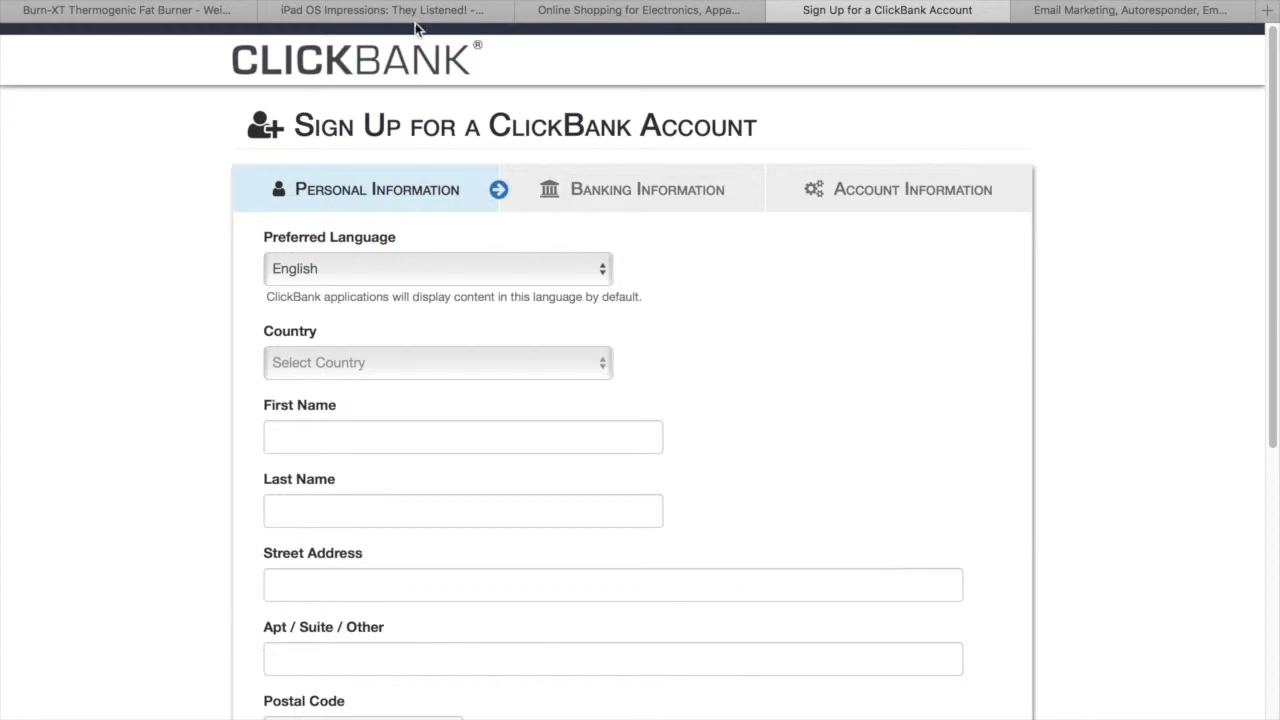 Burn-XT Thermogenic Fat Burner - Wei...
iPad OS Impressions: They Listened! -...
Online Shopping for Electronics, Appa...
Sign Up for a ClickBank Account
Email Marketing, Autoresponder, Em...
CLICKBANK®
Sign Up for a ClickBank Account
Personal Information
Banking Information
Account Information
Preferred Language
English
ClickBank applications will display content in this language by default.
Country
Select Country
First Name
Last Name
Street Address
Apt / Suite / Other
Postal Code